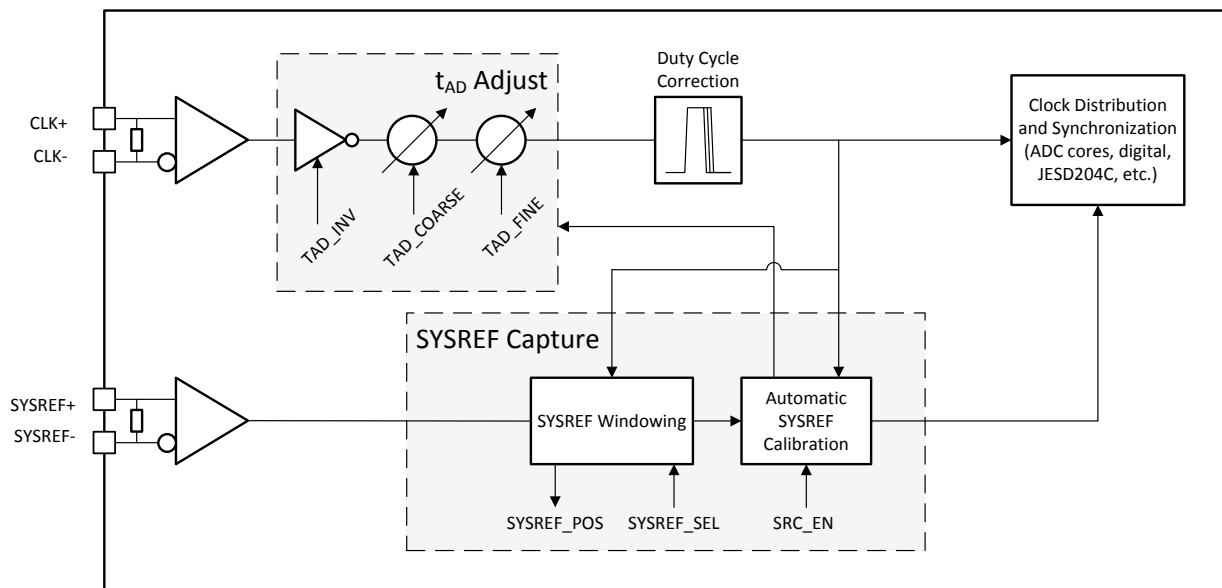 t_AD Adjust
Duty Cycle
Correction
CLK+
CLK-
Clock Distribution
and Synchronization
(ADC cores, digital,
JESD204C, etc.)
TAD_INV
TAD_COARSE
TAD_FINE
SYSREF Capture
SYSREF+
SYSREF-
SYSREF Windowing
Automatic
SYSREF
Calibration
SYSREF_POS
SYSREF_SEL
SRC_EN